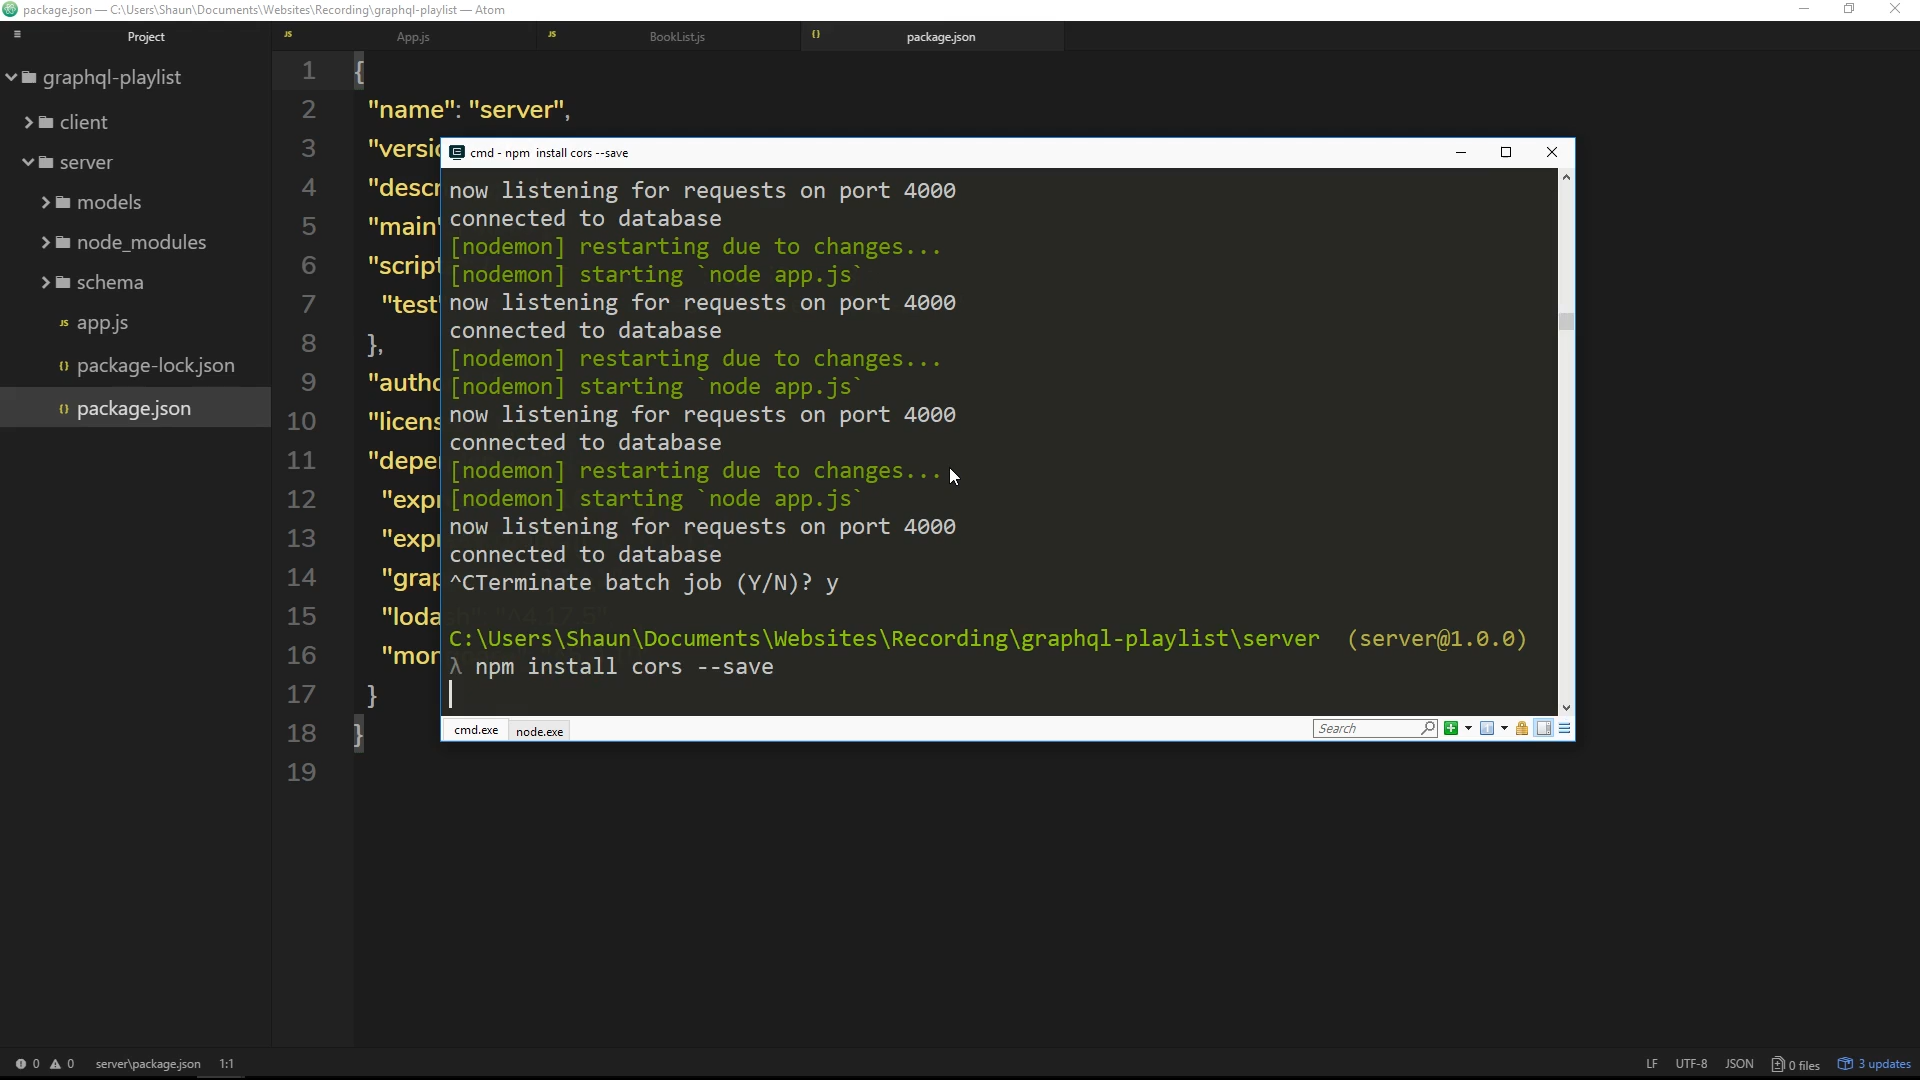 package.json — C:\Users\Shaun\Documents\Websites\Recording\graphql-playlist — Atom
Project
App.js
BookList.js
package.json
graphql-playlist
client
server
models
node_modules
schema
app.js
package-lock.json
package.json
1 {
2 "name": "server",
3 "versio
4 "descr
5 "main"
6 "script
7 "test"
8 },
9 "autho
10 "licens
11 "depe
12 "expr
13 "expr
14 "grap
15 "lodash": "^4.17.5"
16 "mon
17 }
18 }
19
cmd - npm  install cors --save
now listening for requests on port 4000
connected to database
[nodemon] restarting due to changes...
[nodemon] starting `node app.js`
now listening for requests on port 4000
connected to database
[nodemon] restarting due to changes...
[nodemon] starting `node app.js`
now listening for requests on port 4000
connected to database
[nodemon] restarting due to changes...
[nodemon] starting `node app.js`
now listening for requests on port 4000
connected to database
^CTerminate batch job (Y/N)? y
C:\Users\Shaun\Documents\Websites\Recording\graphql-playlist\server  (server@1.0.0)
λ npm install cors --save
cmd.exe
node.exe
Search
0 0 server\package.json 1:1
LF UTF-8 JSON 0 files 3 updates